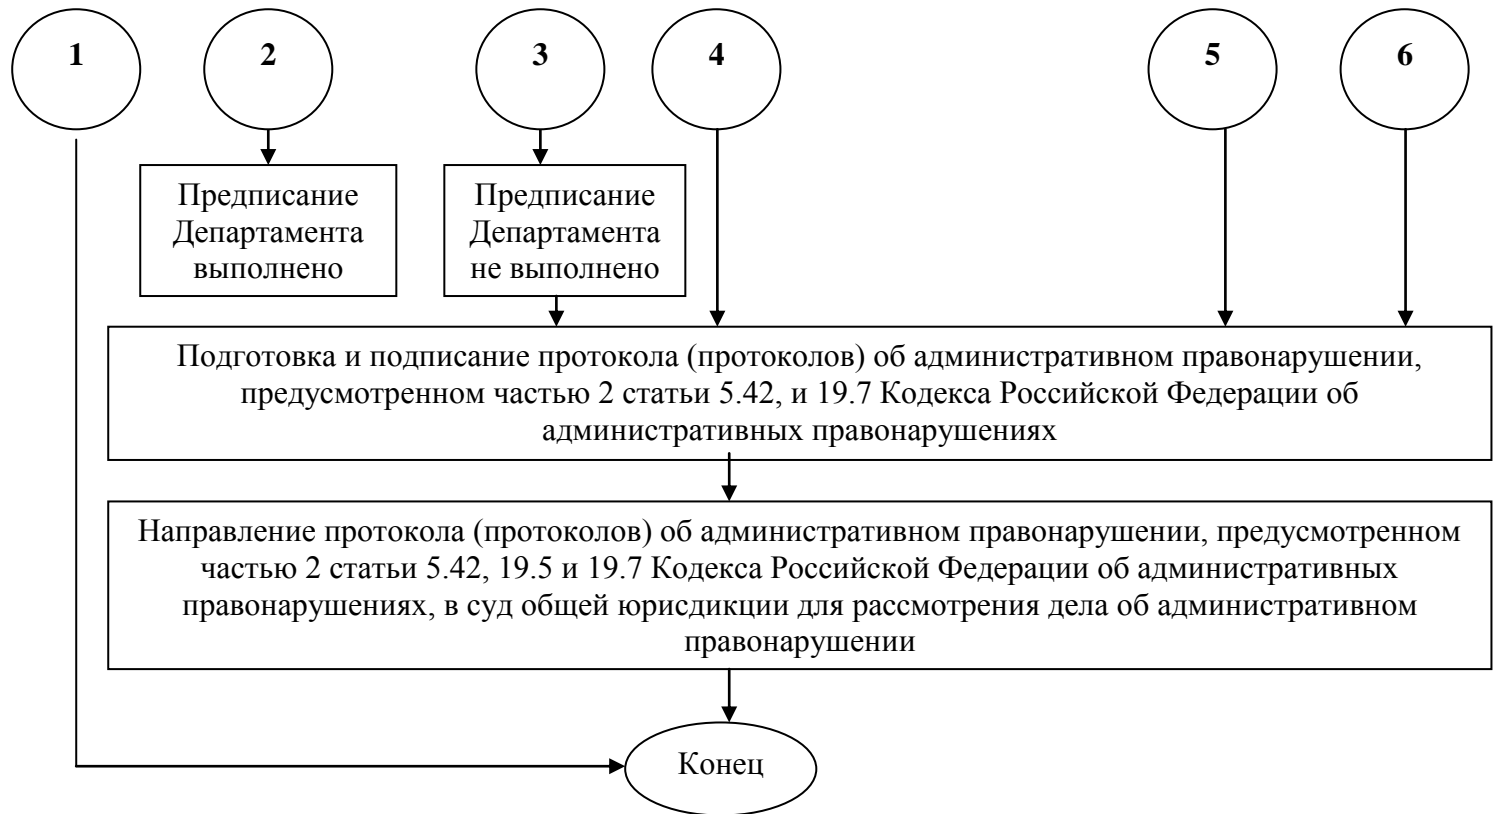 1
2
3
4
5
6
Предписание
Департамента
выполнено
Предписание
Департамента
не выполнено
Подготовка и подписание протокола (протоколов) об административном правонарушении,
предусмотренном частью 2 статьи 5.42, и 19.7 Кодекса Российской Федерации об
административных правонарушениях
Направление протокола (протоколов) об административном правонарушении, предусмотренном
частью 2 статьи 5.42, 19.5 и 19.7 Кодекса Российской Федерации об административных
правонарушениях, в суд общей юрисдикции для рассмотрения дела об административном
правонарушении
Конец